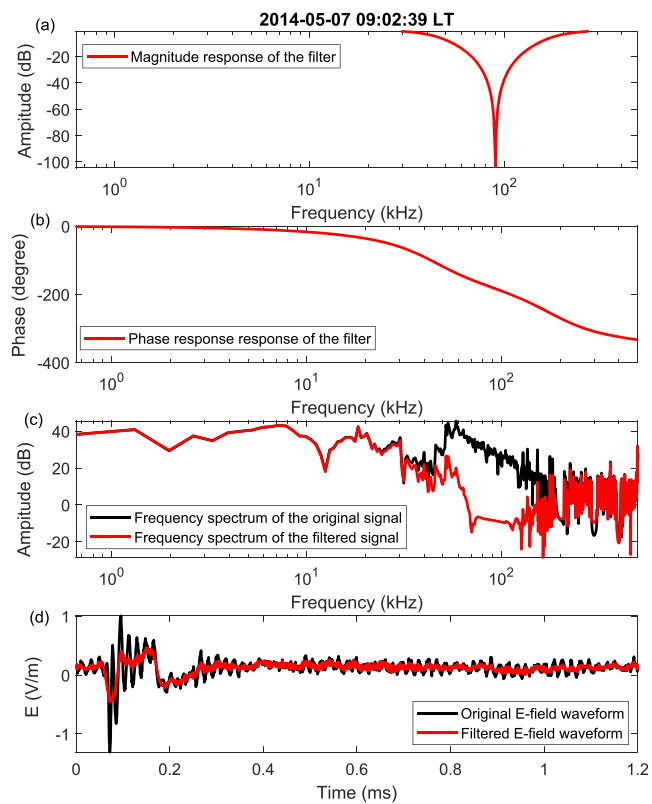 2014-05-07 09:02:39 LT
(a)
Magnitude response of the filter
Ampitude (dB)
0
-20
-40
-60
-80
-100
10^0 10^1 10^2
Frequency (kHz)
(b)
Phase (degree)
0
-200
-400
Phase response response of the filter
10^0 10^1 10^2
Frequency (kHz)
(c)
Amplitude (dB)
40
20
0
-20
Frequency spectrum of the original signal
Frequency spectrum of the filtered signal
10^0 10^1 10^2
Frequency (kHz)
(d)
E (V/m)
1
0
-1
Original E-field waveform
Filtered E-field waveform
0 0.2 0.4 0.6 0.8 1 1.2
Time (ms)